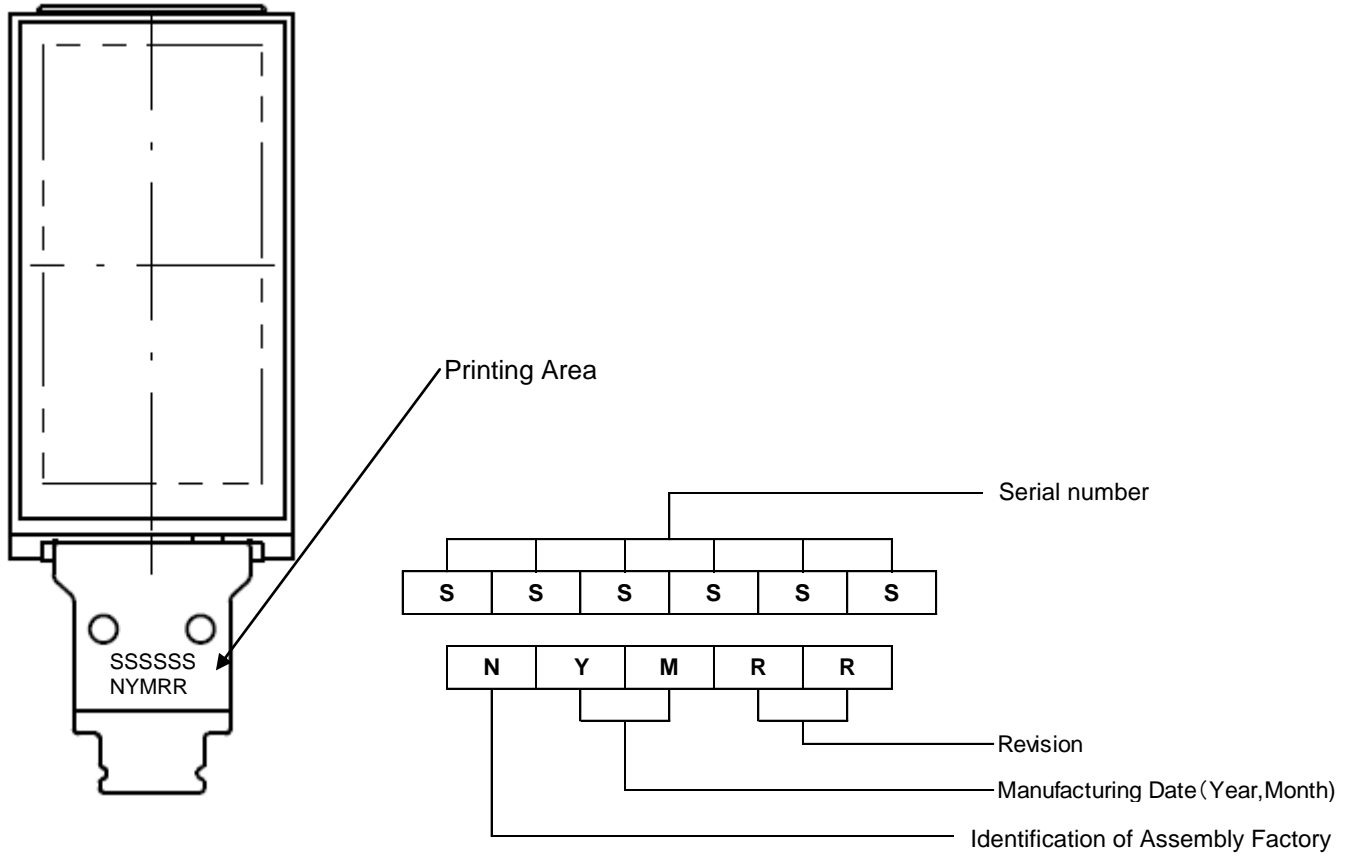 Printing Area
Serial number
S S S S S S
N Y M R R
SSSSSS
NYMRR
Revision
Manufacturing Date（Year,Month)
Identification of Assembly Factory